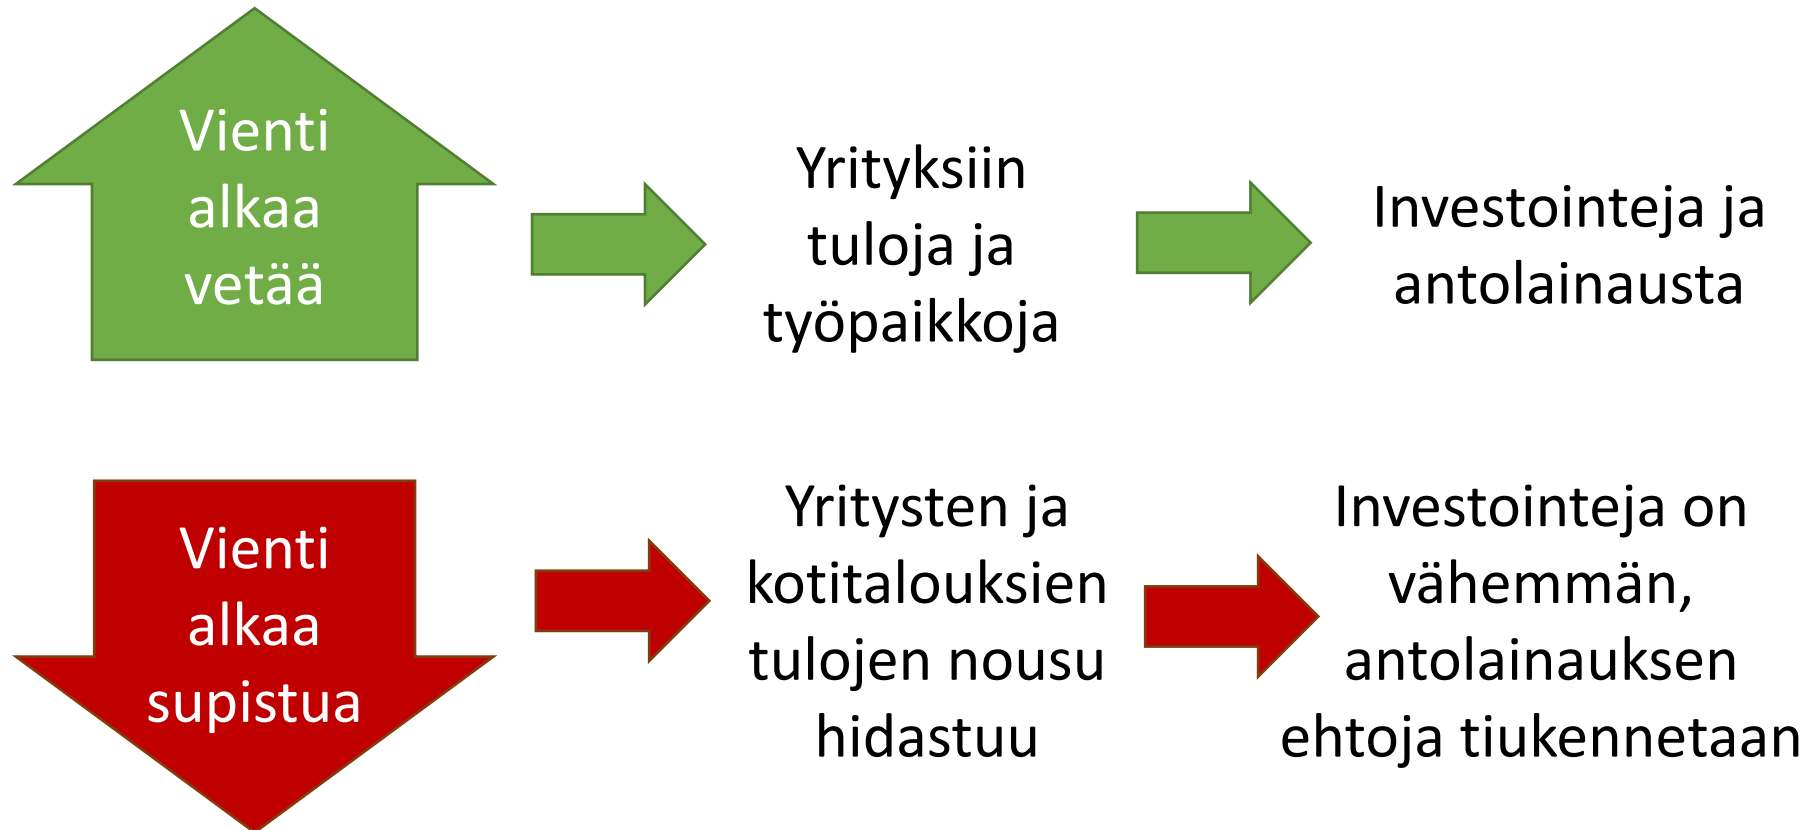 Vienti
alkaa
vetää
Yrityksiin
tuloja ja
työpaikkoja
Investointeja ja
antolainausta
Vienti
alkaa
supistua
Yritysten ja
kotitalouksien
tulojen nousu
hidastuu
Investointeja on
vähemmän,
antolainauksen
ehtoja tiukennetaan